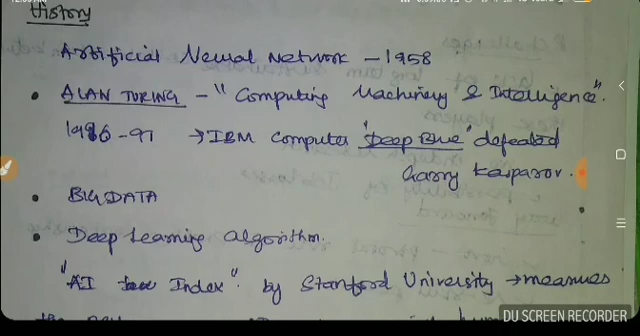 History
Artificial Neural Network - 1958
• ALAN TURING - "Computing Machinery & Intelligence".
1996-97 → IBM Computer "Deep Blue" defeated
Garry Kasparov.
• BIG DATA
• Deep Learning Algorithm.
"AI Index" by Stanford University → measures
the
DU SCREEN RECORDER